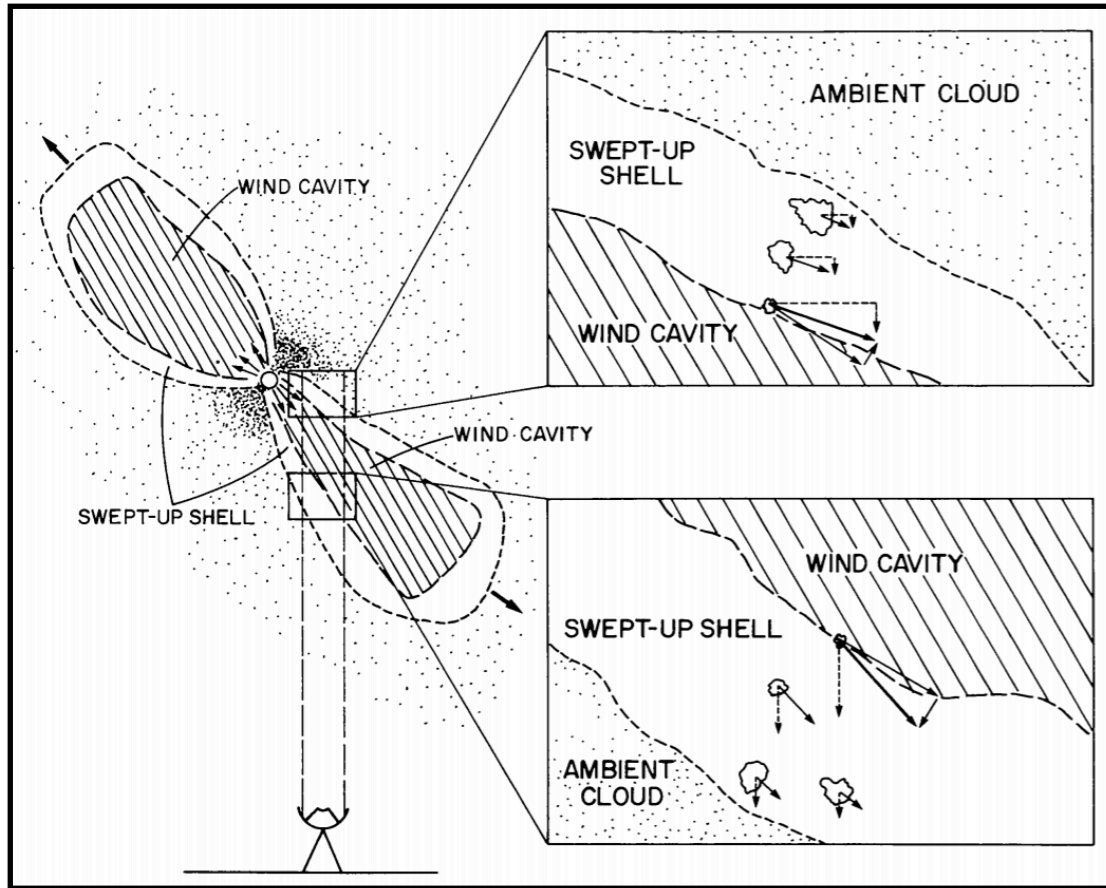 WIND CAVITY
WIND CAVITY
SWEPT-UP SHELL
AMBIENT CLOUD
SWEPT-UP
SHELL
WIND CAVITY
WIND CAVITY
SWEPT-UP SHELL
AMBIENT
CLOUD